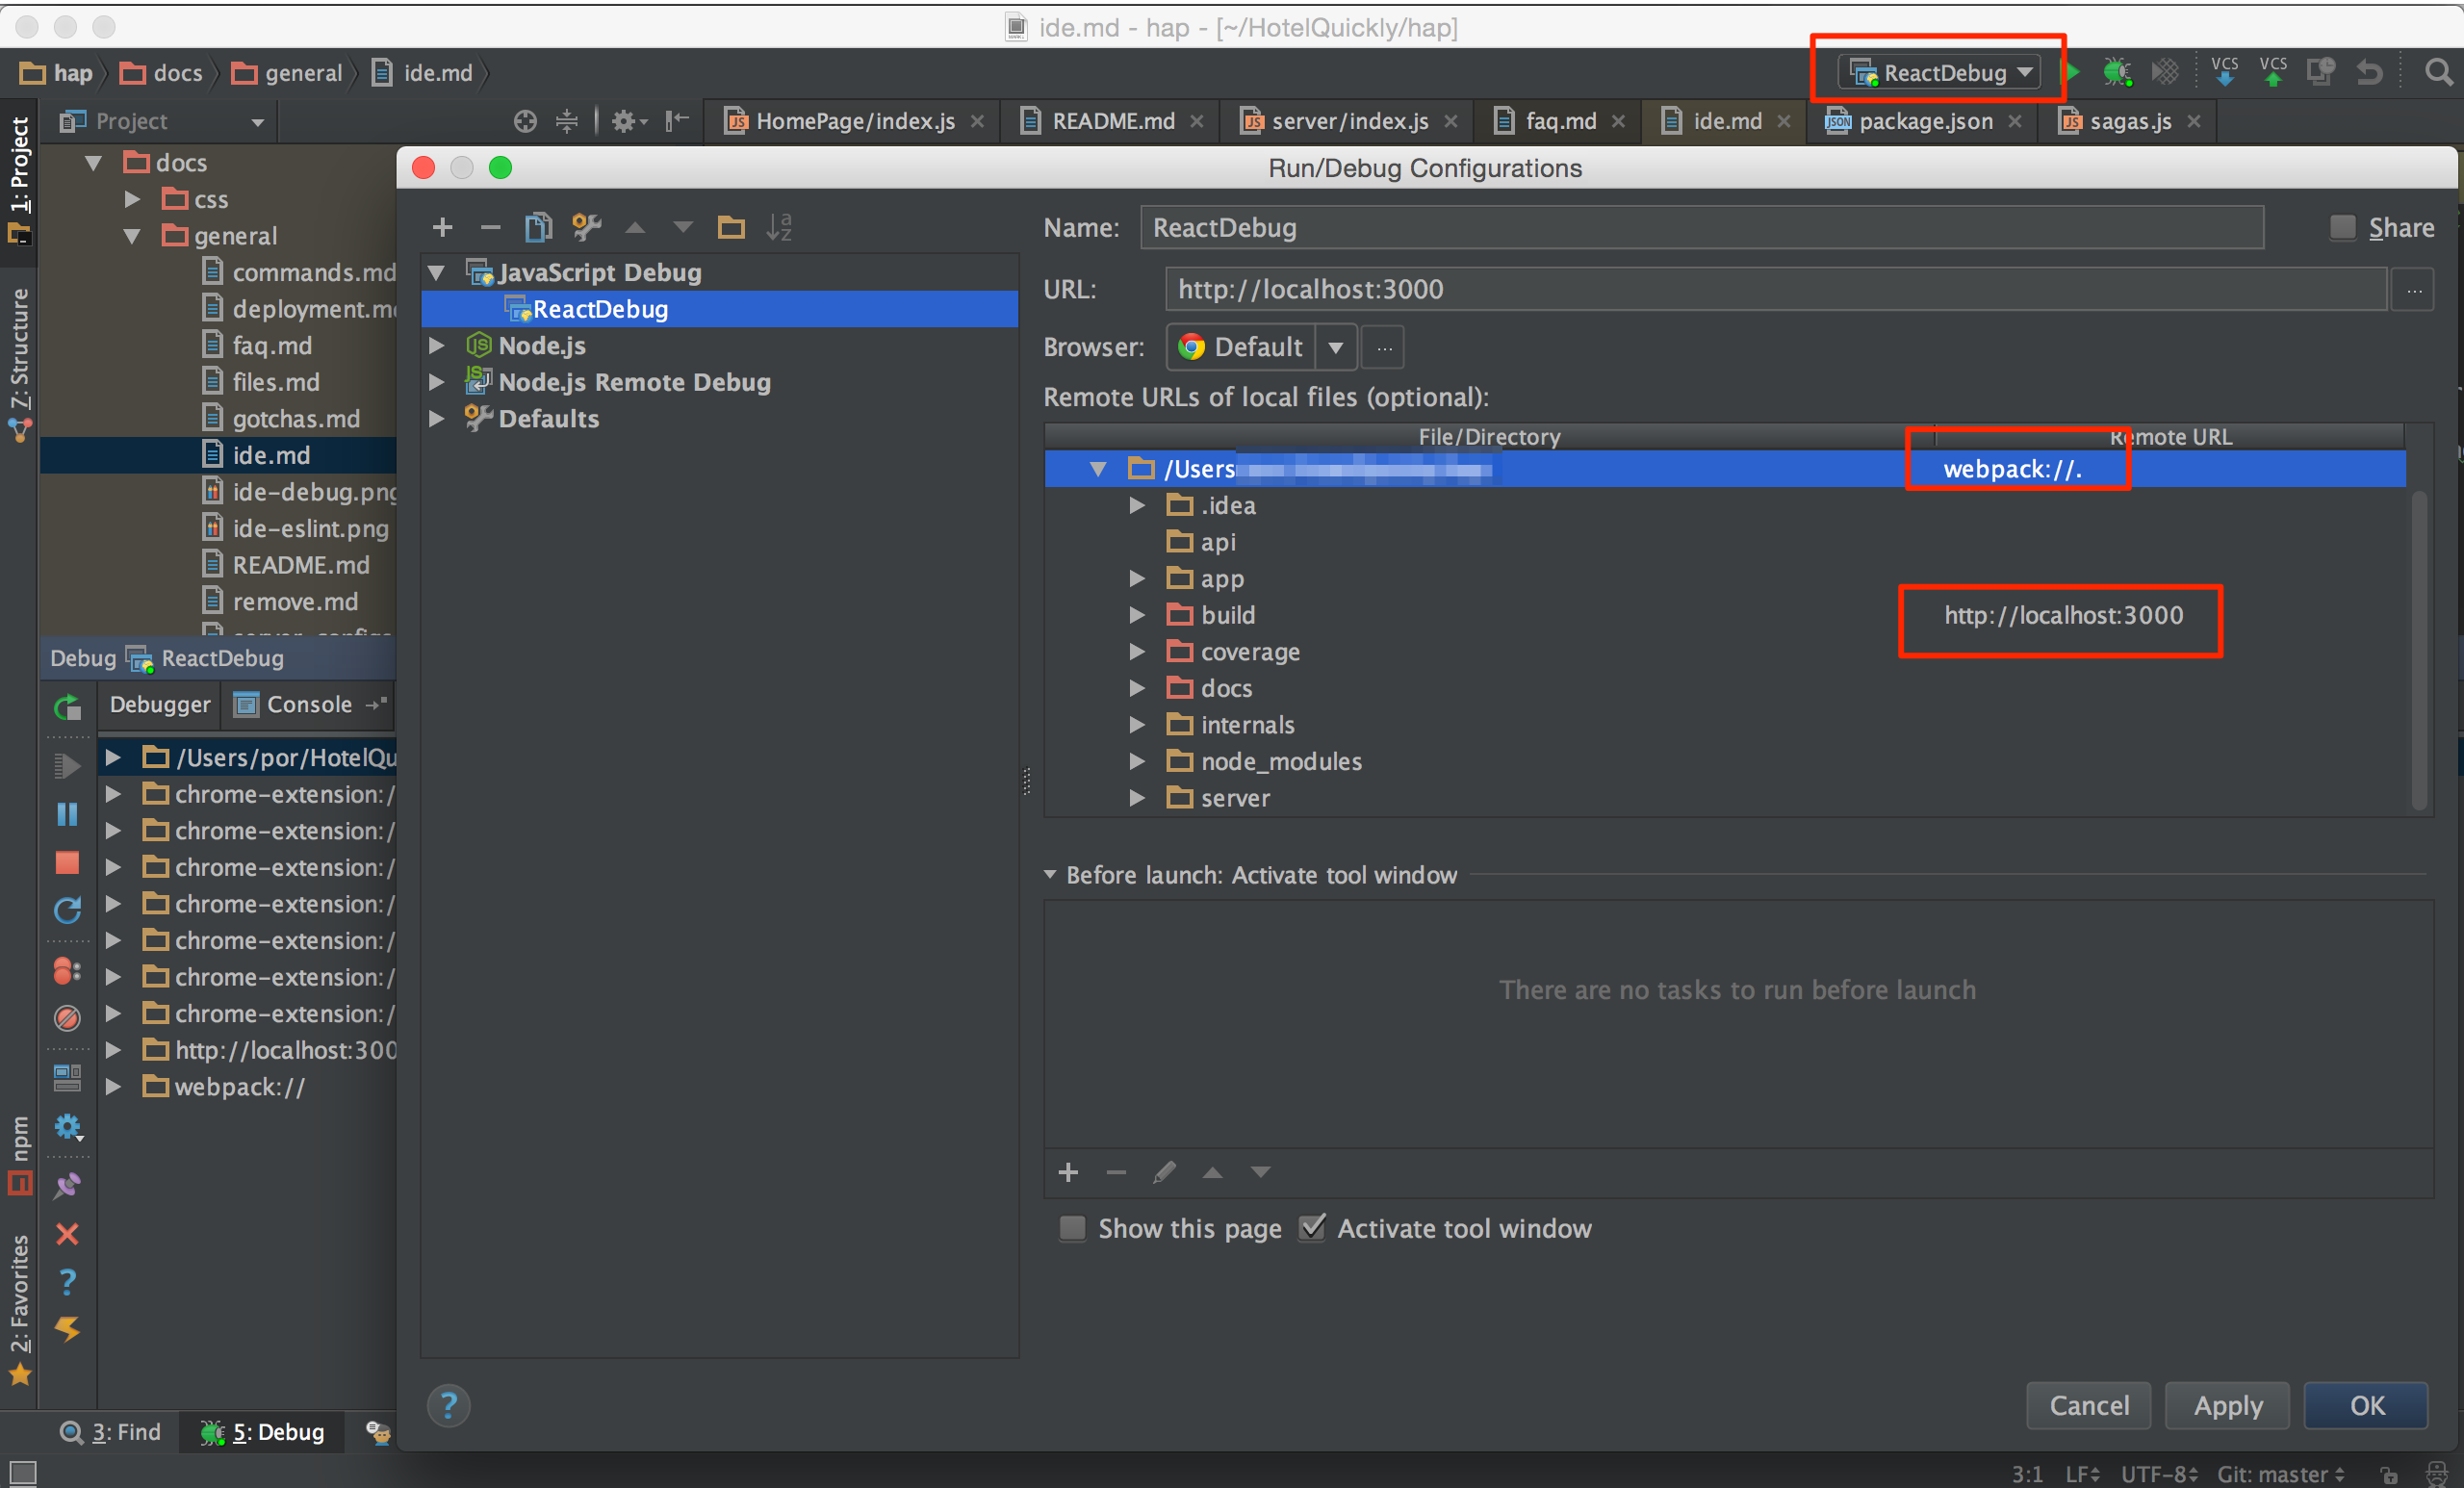 ide.md - hap - [~/HotelQuickly/hap]
hap docs general ide.md
ReactDebug
VCS VCS
1: Project
7: Structure
npm
2: Favorites
Project
HomePage/index.js README.md server/index.js faq.md ide.md package.json sagas.js
docs
css
general
commands.md
deployment.m
faq.md
files.md
gotchas.md
ide.md
ide-debug.png
ide-eslint.png
README.md
remove.md
Debug ReactDebug
Debugger Console
/Users/por/HotelQu
chrome-extension:/
chrome-extension:/
chrome-extension:/
chrome-extension:/
chrome-extension:/
chrome-extension:/
chrome-extension:/
http://localhost:300
webpack://
Run/Debug Configurations
JavaScript Debug
ReactDebug
Node.js
Node.js Remote Debug
Defaults
Name: ReactDebug Share
URL: http://localhost:3000 ...
Browser: Default ...
Remote URLs of local files (optional):
File/Directory Remote URL
/Users webpack://.
.idea
api
app
build http://localhost:3000
coverage
docs
internals
node_modules
server
Before launch: Activate tool window
There are no tasks to run before launch
Show this page Activate tool window
Cancel Apply OK
3: Find 5: Debug
3:1 LF UTF-8 Git: master